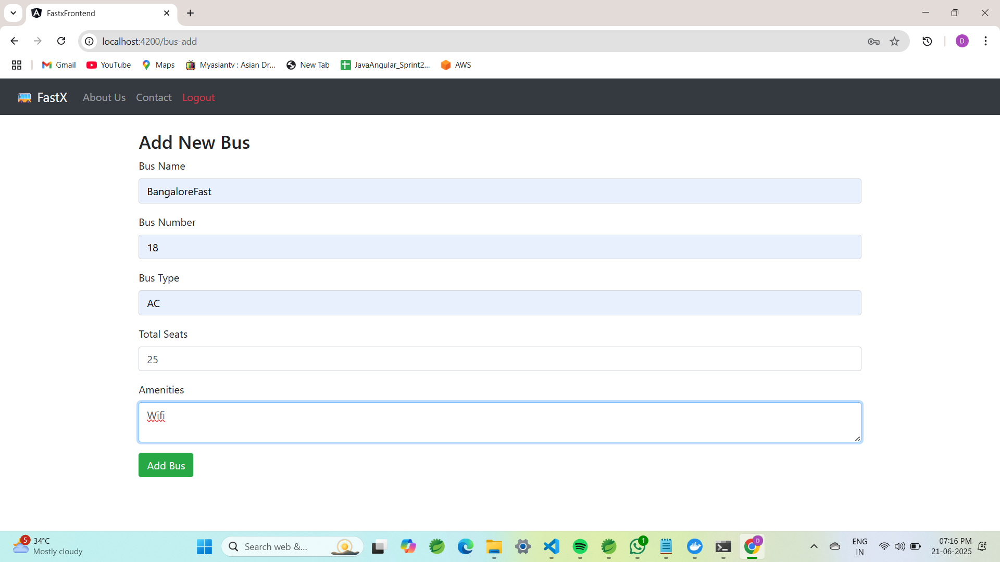 FastxFrontend
localhost:4200/bus-add
D
Gmail
YouTube
Maps
Myasiantv : Asian Dr...
New Tab
JavaAngular_Sprint2...
AWS
FastX
About Us
Contact
Logout
Add New Bus
Bus Name
BangaloreFast
Bus Number
18
Bus Type
AC
Total Seats
25
Amenities
Wifi
Add Bus
5
34°C
Mostly cloudy
Search web &...
1
D
ENG
IN
07:16 PM
21-06-2025